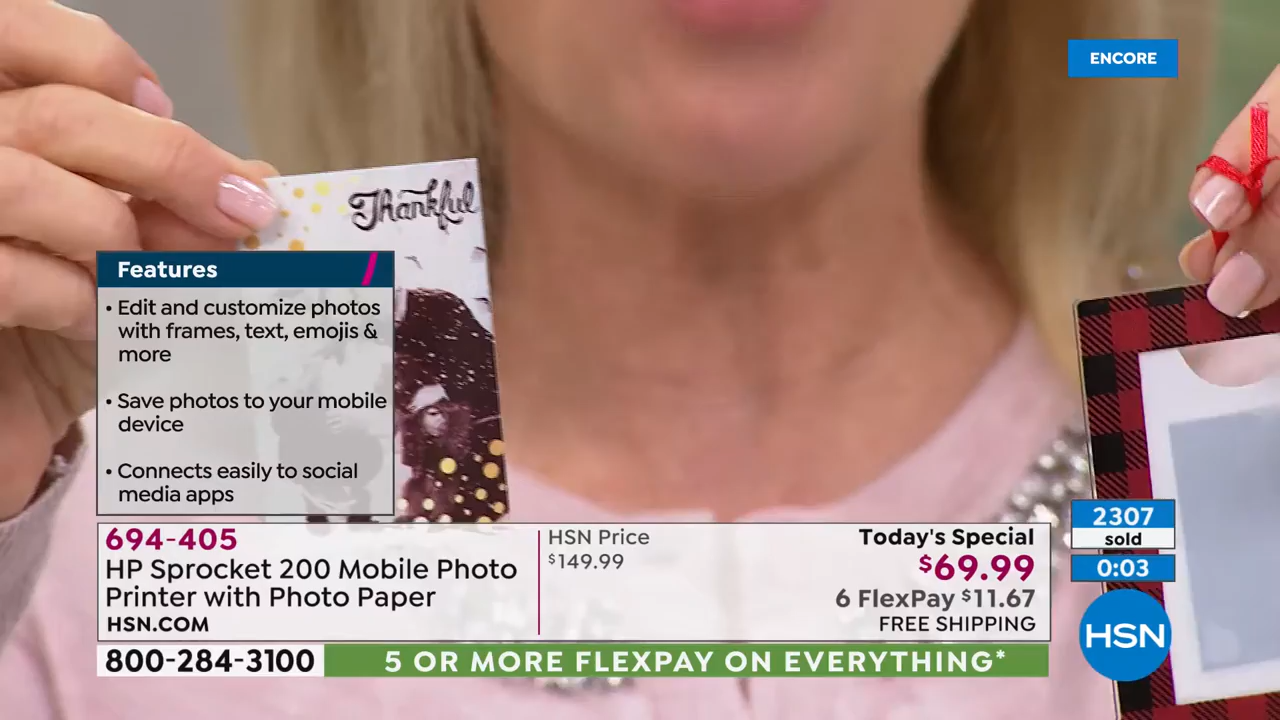 ENCORE
Thankful
Features
• Edit and customize photos
with frames, text, emojis &
more
• Save photos to your mobile
device
• Connects easily to social
media apps
694-405
HP Sprocket 200 Mobile Photo
Printer with Photo Paper
HSN.COM
HSN Price
$149.99
Today's Special
$69.99
6 FlexPay $11.67
FREE SHIPPING
2307
sold
0:03
HSN
800-284-3100
5 OR MORE FLEXPAY ON EVERYTHING*